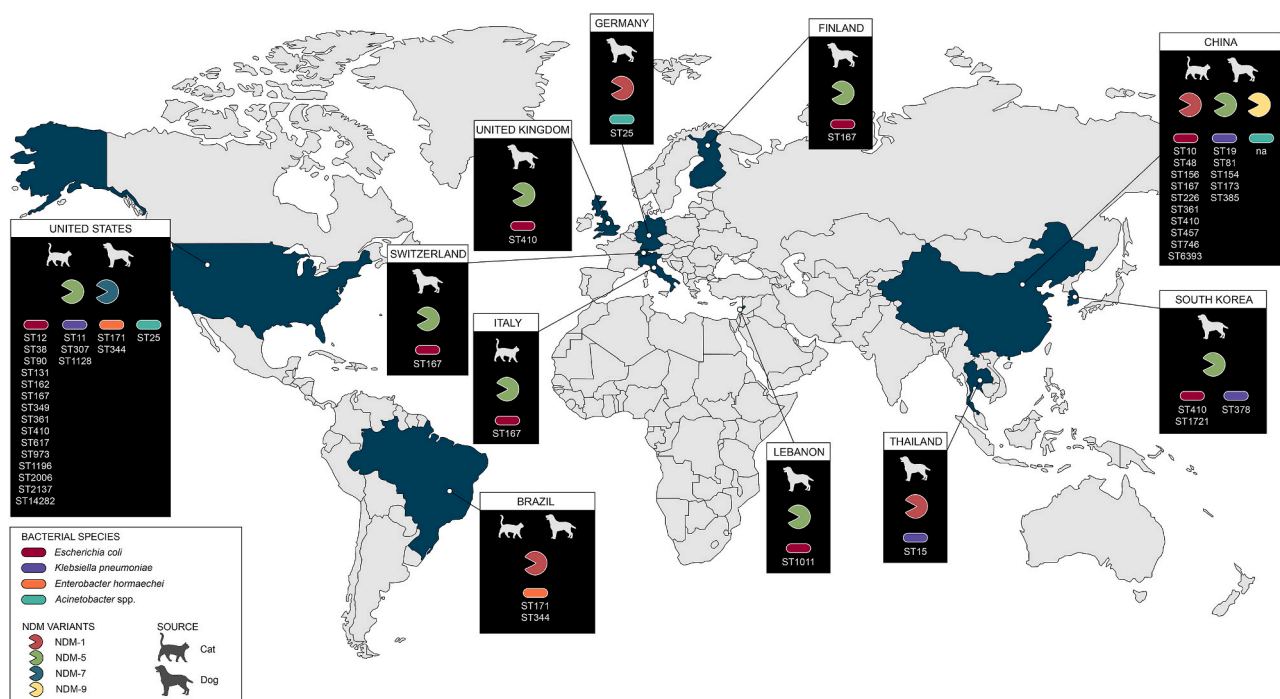 GERMANY
ST25
FINLAND
ST167
CHINA
ST10 ST19 na
ST48 ST81
ST156 ST154
ST167 ST173
ST226 ST385
ST361
ST410
ST457
ST746
ST6393
UNITED KINGDOM
ST410
UNITED STATES
ST12 ST11 ST171 ST25
ST38 ST307 ST344
ST90 ST1128
ST131
ST162
ST167
ST349
ST361
ST410
ST617
ST973
ST1196
ST2006
ST2137
ST14282
SWITZERLAND
ST167
ITALY
ST167
SOUTH KOREA
ST410 ST378
ST1721
LEBANON
ST1011
THAILAND
ST15
BRAZIL
ST171
ST344
BACTERIAL SPECIES
Escherichia coli
Klebsiella pneumoniae
Enterobacter hormaechei
Acinetobacter spp.
NDM VARIANTS SOURCE
NDM-1 Cat
NDM-5
NDM-7 Dog
NDM-9